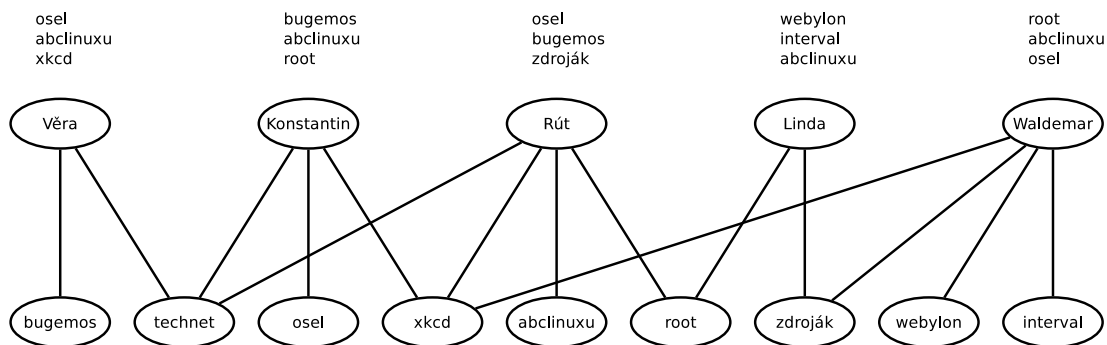 osel
abclinuxu
xkcd
bugemos
abclinuxu
root
osel
bugemos
zdroják
webylon
interval
abclinuxu
root
abclinuxu
osel
Věra
Konstantin
Rút
Linda
Waldemar
bugemos
technet
osel
xkcd
abclinuxu
root
zdroják
webylon
interval